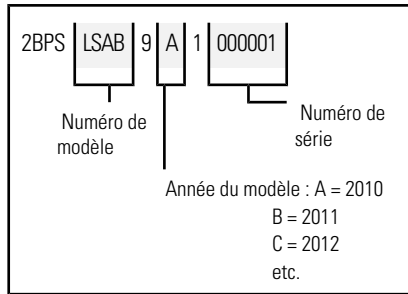 2BPS LSAB 9 A 1 000001
Numéro de
modèle
Numéro de
série
Année du modèle : A = 2010
B = 2011
C = 2012
etc.